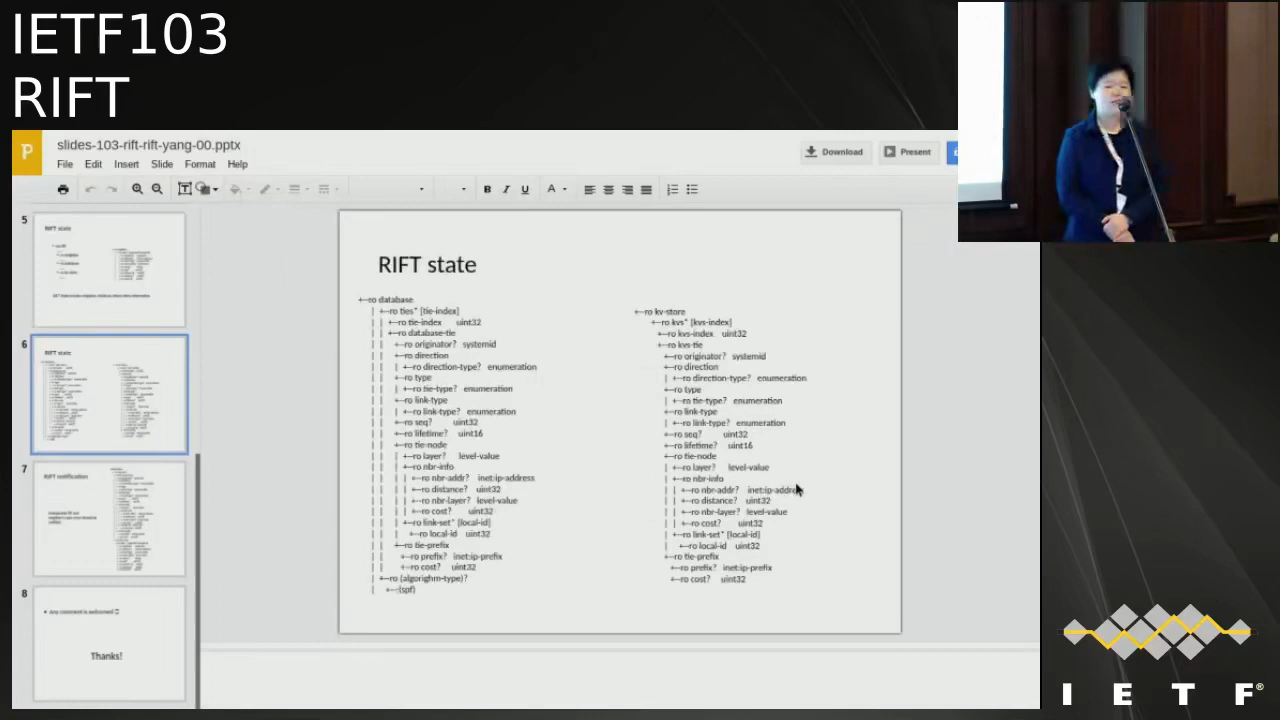 IETF103
RIFT
slides-103-rift-rift-yang-00.pptx
File Edit Insert Slide Format Help
Download Present
B I U A
5
RIFT state
6
RIFT state
7
RIFT notification
8
Any comment is welcomed
Thanks!
RIFT state
+--ro database
| +--ro ties* [tie-index]
| | +--ro tie-index uint32
| | +--ro database-tie
| | +--ro originator? systemid
| | +--ro direction
| | | +--ro direction-type? enumeration
| | +--ro type
| | | +--ro tie-type? enumeration
| | +--ro link-type
| | | +--ro link-type? enumeration
| | +--ro seq? uint32
| | +--ro lifetime? uint16
| | +--ro tie-node
| | | +--ro layer? level-value
| | | +--ro nbr-info
| | | | +--ro nbr-addr? inet:ip-address
| | | | +--ro distance? uint32
| | | | +--ro nbr-layer? level-value
| | | | +--ro cost? uint32
| | | +--ro link-set* [local-id]
| | | +--ro local-id uint32
| | +--ro tie-prefix
| | +--ro prefix? inet:ip-prefix
| | +--ro cost? uint32
| +--ro (algorighm-type)?
| +--:(spf)
+--ro kv-store
+--ro kvs* [kvs-index]
+--ro kvs-index uint32
+--ro kvs-tie
+--ro originator? systemid
+--ro direction
| +--ro direction-type? enumeration
+--ro type
| +--ro tie-type? enumeration
+--ro link-type
| +--ro link-type? enumeration
+--ro seq? uint32
+--ro lifetime? uint16
+--ro tie-node
| +--ro layer? level-value
| +--ro nbr-info
| | +--ro nbr-addr? inet:ip-address
| | +--ro distance? uint32
| | +--ro nbr-layer? level-value
| | +--ro cost? uint32
| +--ro link-set* [local-id]
| +--ro local-id uint32
+--ro tie-prefix
+--ro prefix? inet:ip-prefix
+--ro cost? uint32
I E T F®